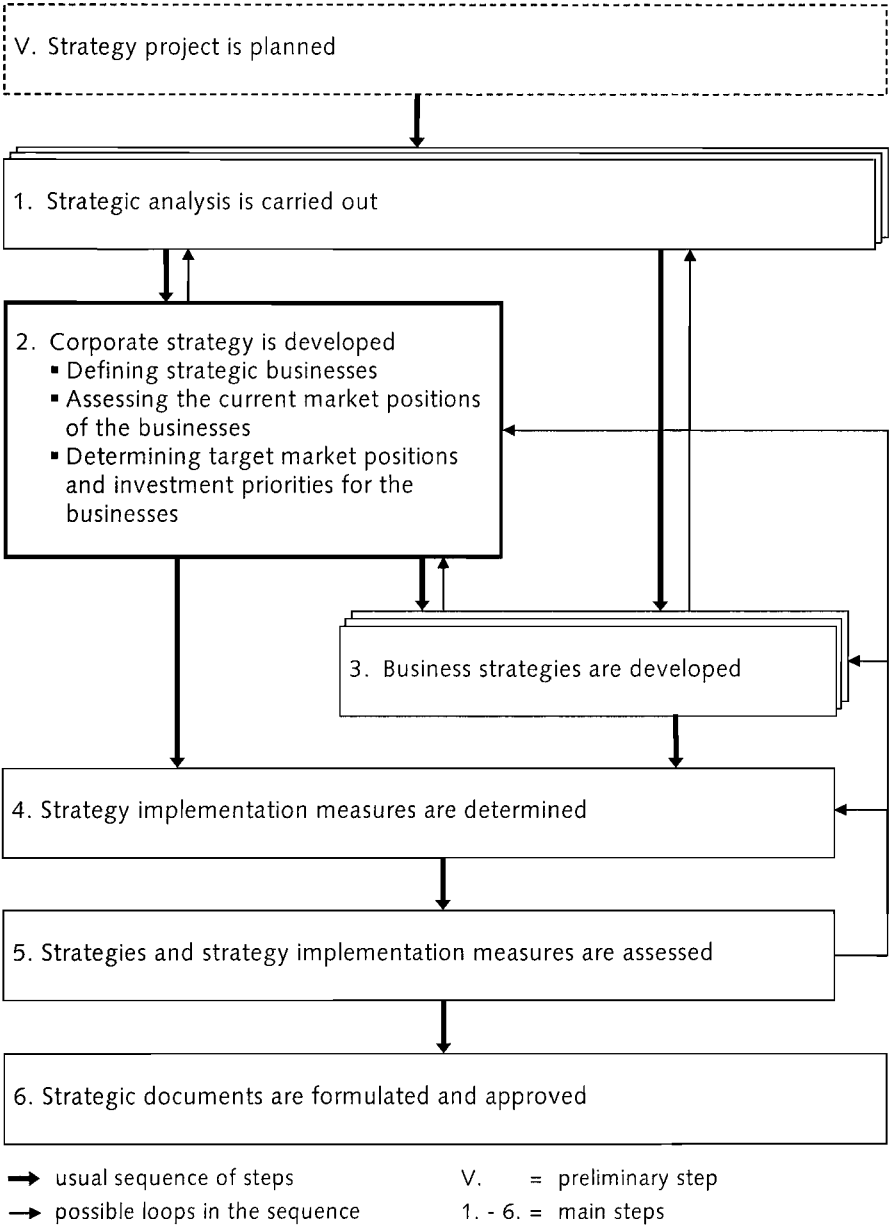 V. Strategy project is planned
1. Strategic analysis is carried out
2. Corporate strategy is developed
▪ Defining strategic businesses
▪ Assessing the current market positions
of the businesses
▪ Determining target market positions
and investment priorities for the
businesses
3. Business strategies are developed
4. Strategy implementation measures are determined
5. Strategies and strategy implementation measures are assessed
6. Strategic documents are formulated and approved
usual sequence of steps
V. = preliminary step
possible loops in the sequence
1. - 6. = main steps